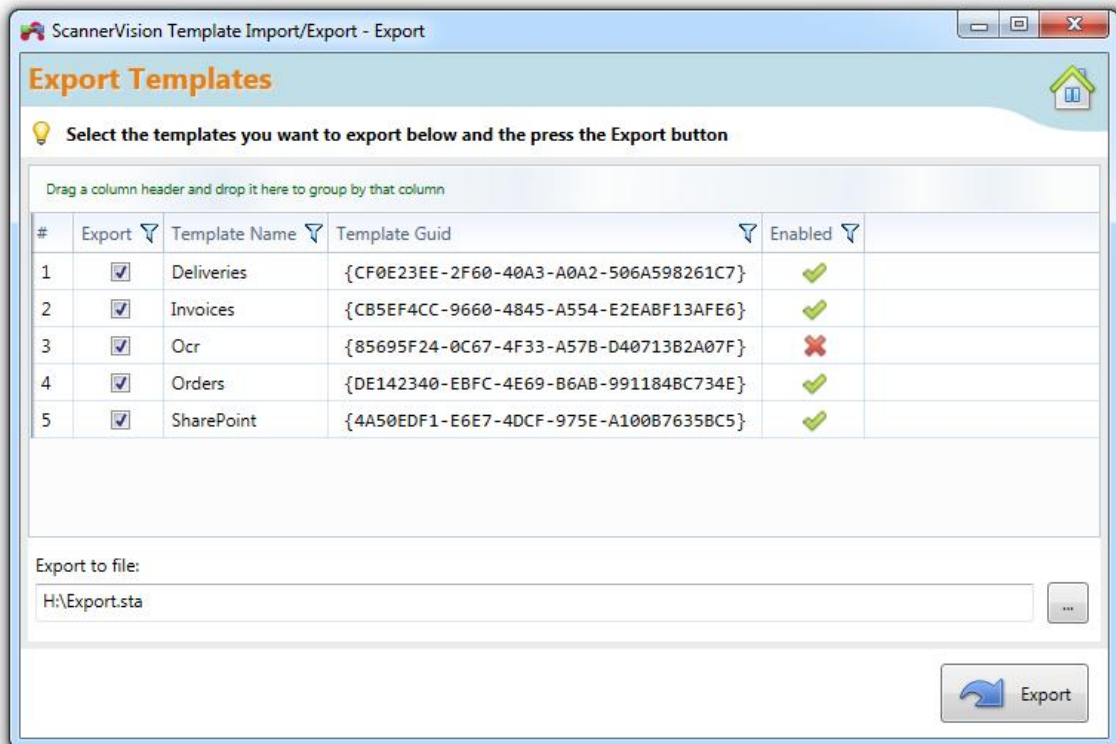 ScannerVision Template Import/Export - Export
Export Templates
Select the templates you want to export below and the press the Export button
Drag a column header and drop it here to group by that column
# Export Template Name Template Guid Enabled
1 Deliveries {CF0E23EE-2F60-40A3-A0A2-506A598261C7}
2 Invoices {CB5EF4CC-9660-4845-A554-E2EABF13AFE6}
3 Ocr {85695F24-0C67-4F33-A57B-D40713B2A07F}
4 Orders {DE142340-EBFC-4E69-B6AB-991184BC734E}
5 SharePoint {4A50EDF1-E6E7-4DCF-975E-A100B7635BC5}
Export to file:
H:\Export.sta
...
Export